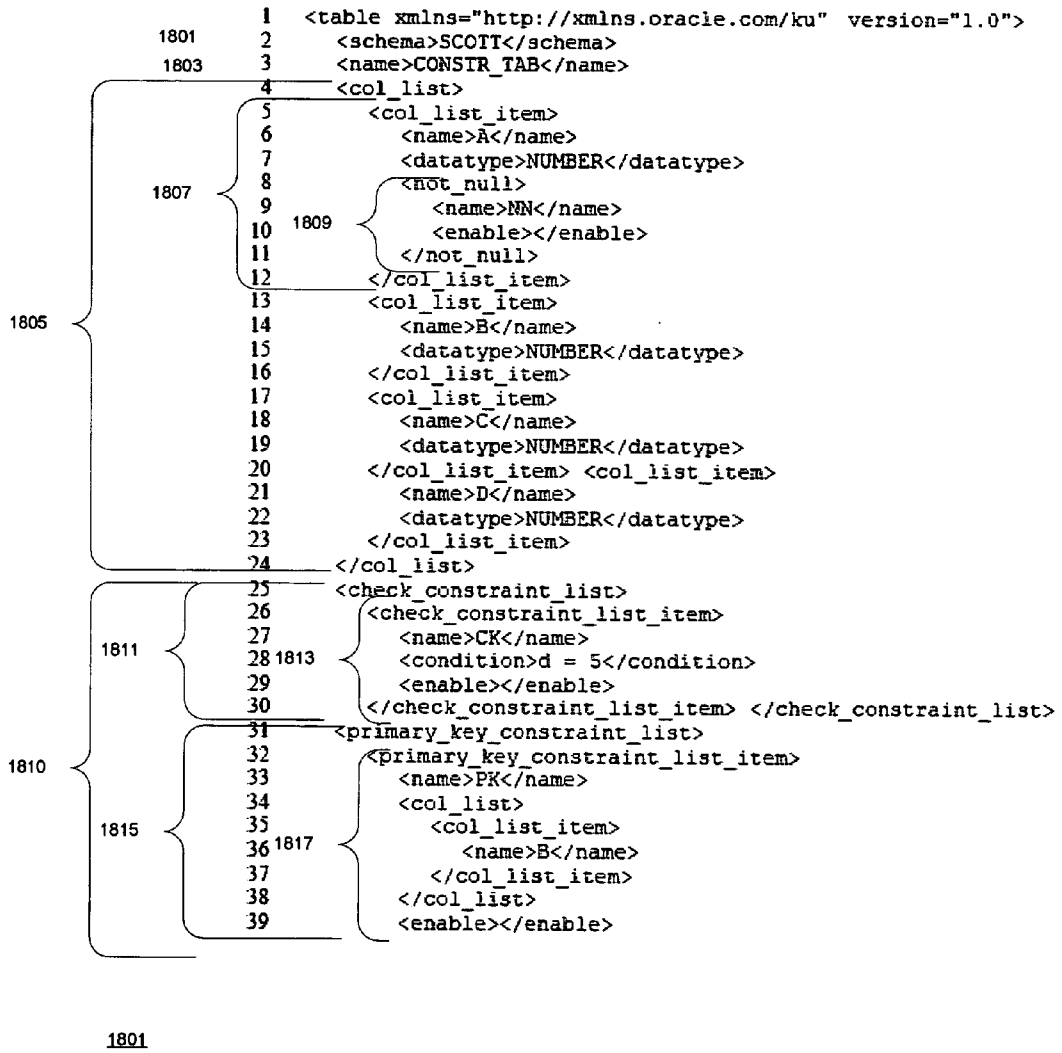 1 <table xmlns="http://xmlns.oracle.com/ku" version="1.0">
1801 2 <schema>SCOTT</schema>
1803 3 <name>CONSTR_TAB</name>
4 <col_list>
5 <col_list_item>
6 <name>A</name>
7 <datatype>NUMBER</datatype>
1807 8 <not_null>
9 <name>NN</name>
1809 10 <enable></enable>
11 </not_null>
12 </col_list_item>
13 <col_list_item>
1805 14 <name>B</name>
15 <datatype>NUMBER</datatype>
16 </col_list_item>
17 <col_list_item>
18 <name>C</name>
19 <datatype>NUMBER</datatype>
20 </col_list_item> <col_list_item>
21 <name>D</name>
22 <datatype>NUMBER</datatype>
23 </col_list_item>
24 </col_list>
25 <check_constraint_list>
26 <check_constraint_list_item>
1811 27 <name>CK</name>
28 1813 <condition>d = 5</condition>
29 <enable></enable>
30 </check_constraint_list_item> </check_constraint_list>
31 <primary_key_constraint_list>
1810 32 <primary_key_constraint_list_item>
33 <name>PK</name>
34 <col_list>
1815 35 <col_list_item>
36 1817 <name>B</name>
37 </col_list_item>
38 </col_list>
39 <enable></enable>
1801